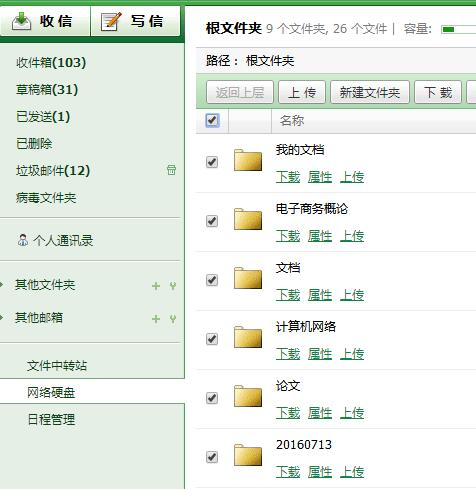 收 信
写 信
收件箱(103)
草稿箱(31)
已发送(1)
已删除
垃圾邮件(12)
病毒文件夹
个人通讯录
其他文件夹
其他邮箱
文件中转站
网络硬盘
日程管理
根文件夹 9 个文件夹, 26 个文件 | 容量:
路径： 根文件夹
返回上层 上 传 新建文件夹 下 载
名称
我的文档
下载 属性 上传
电子商务概论
下载 属性 上传
文档
下载 属性 上传
计算机网络
下载 属性 上传
论文
下载 属性 上传
20160713
下载 属性 上传